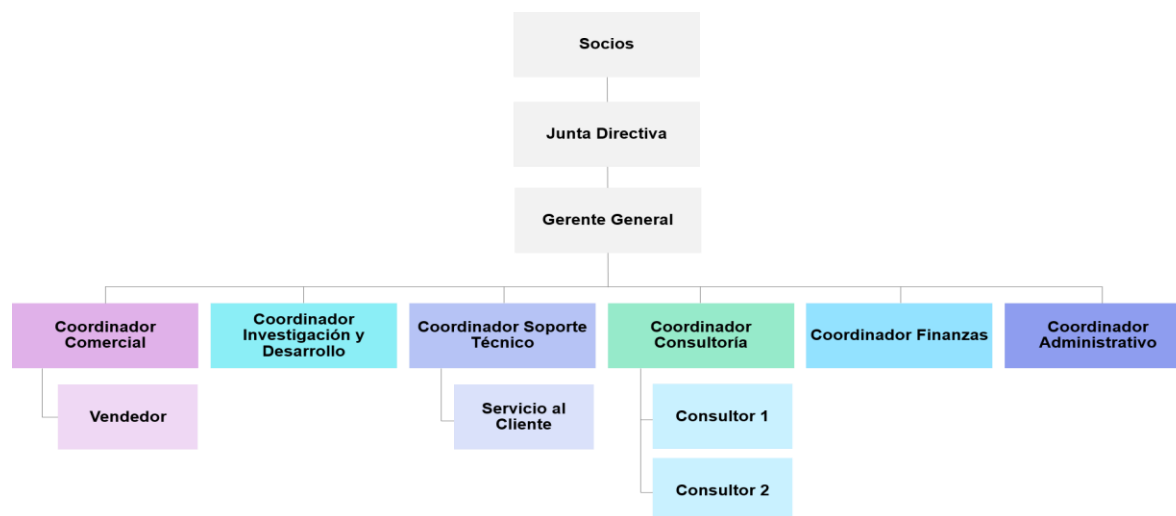 Socios
Junta Directiva
Gerente General
Coordinador
Comercial
Coordinador
Investigación y
Desarrollo
Coordinador Soporte
Técnico
Coordinador
Consultoría
Coordinador Finanzas
Coordinador
Administrativo
Vendedor
Servicio al
Cliente
Consultor 1
Consultor 2